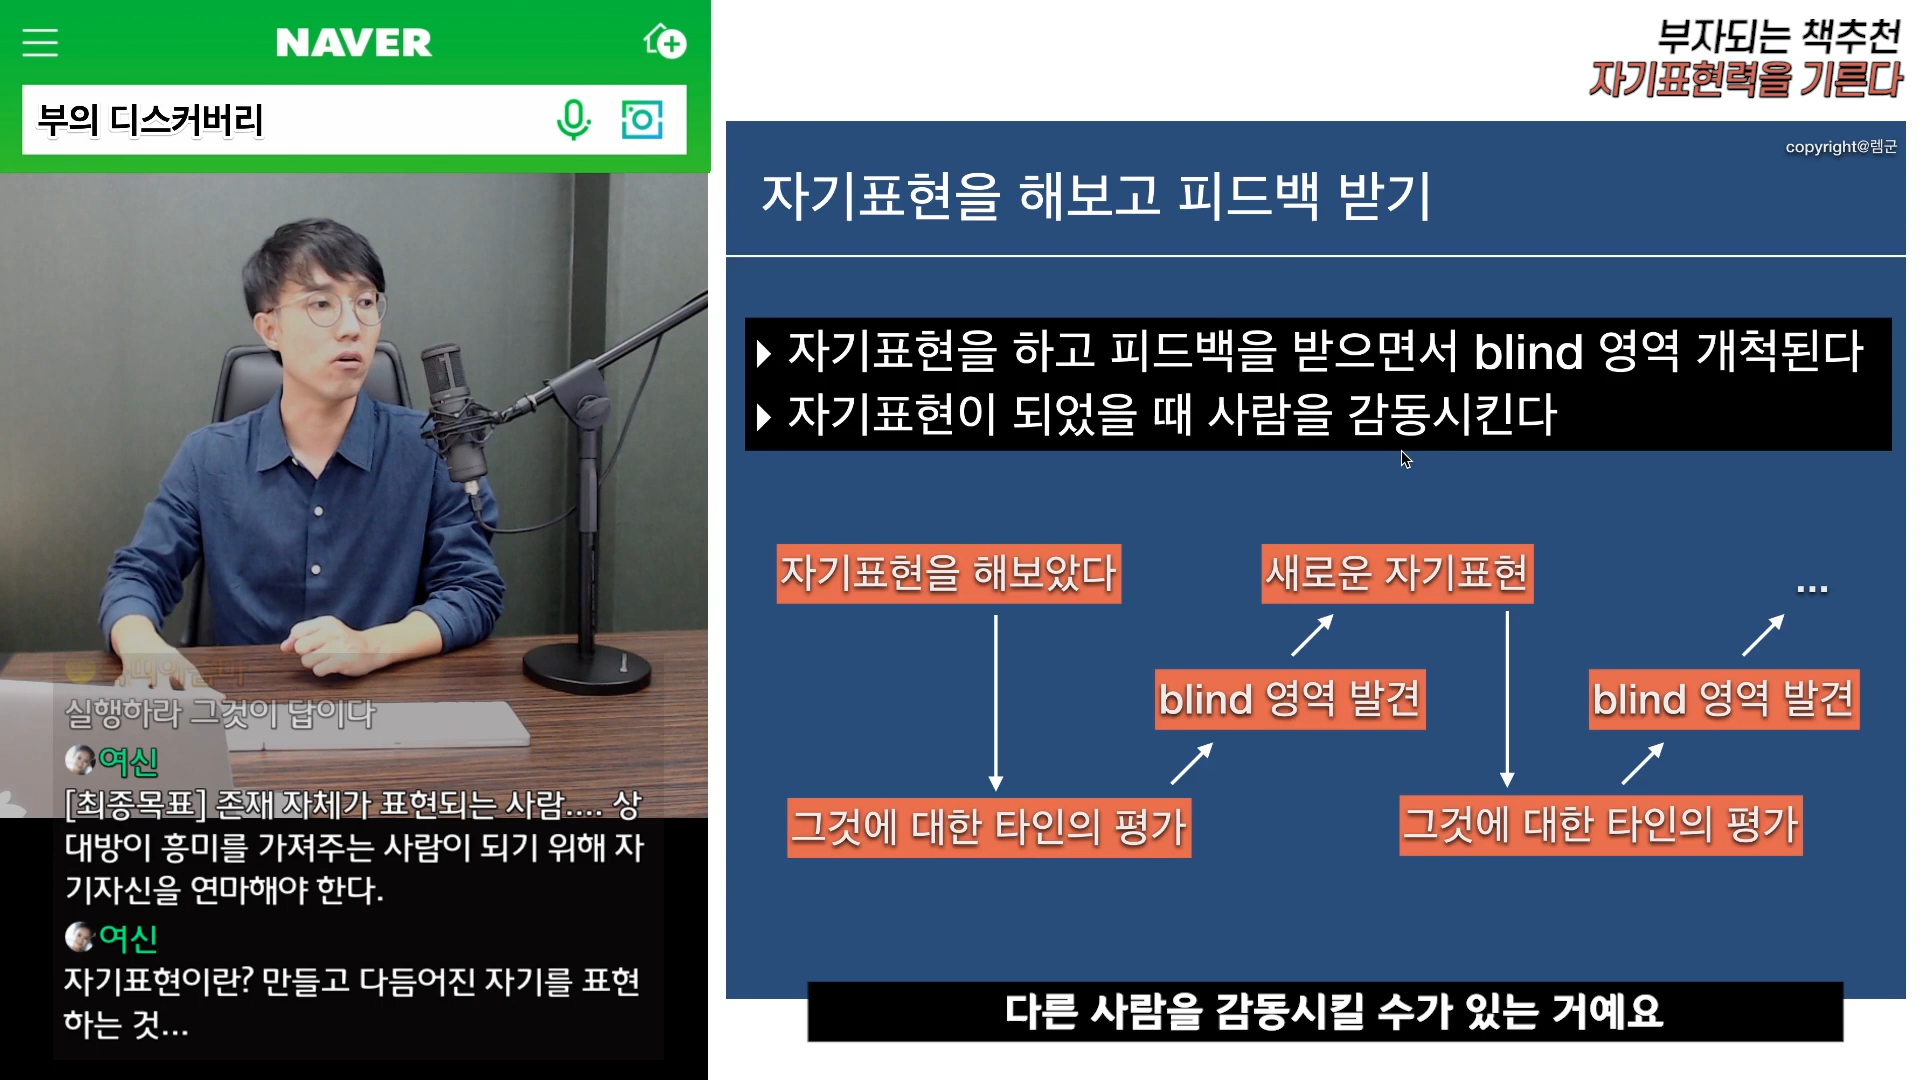 NAVER
부의 디스커버리
부자되는 책추천
자기표현력을 기른다
copyright@렘군
자기표현을 해보고 피드백 받기
자기표현을 하고 피드백을 받으면서 blind 영역 개척된다
자기표현이 되었을 때 사람을 감동시킨다
자기표현을 해보았다
새로운 자기표현
...
blind 영역 발견
blind 영역 발견
그것에 대한 타인의 평가
그것에 대한 타인의 평가
실행하라 그것이 답이다
여신
[최종목표] 존재 자체가 표현되는 사람.... 상
대방이 흥미를 가져주는 사람이 되기 위해 자
기자신을 연마해야 한다.
여신
자기표현이란? 만들고 다듬어진 자기를 표현
하는 것...
다른 사람을 감동시킬 수가 있는 거예요